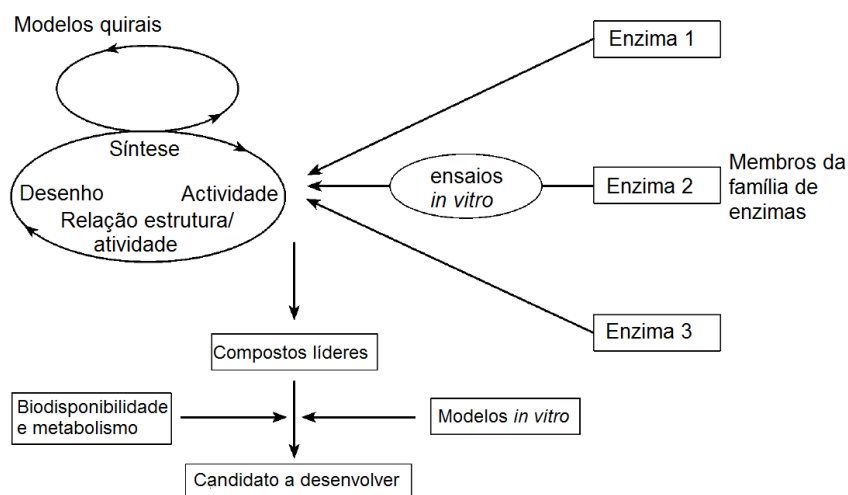 Modelos quirais
Enzima 1
Síntese
ensaios
in vitro
Enzima 2
Membros da
família de
enzimas
Desenho
Actividade
Relação estrutura/
atividade
Enzima 3
Compostos líderes
Biodisponibilidade
e metabolismo
Modelos in vitro
Candidato a desenvolver